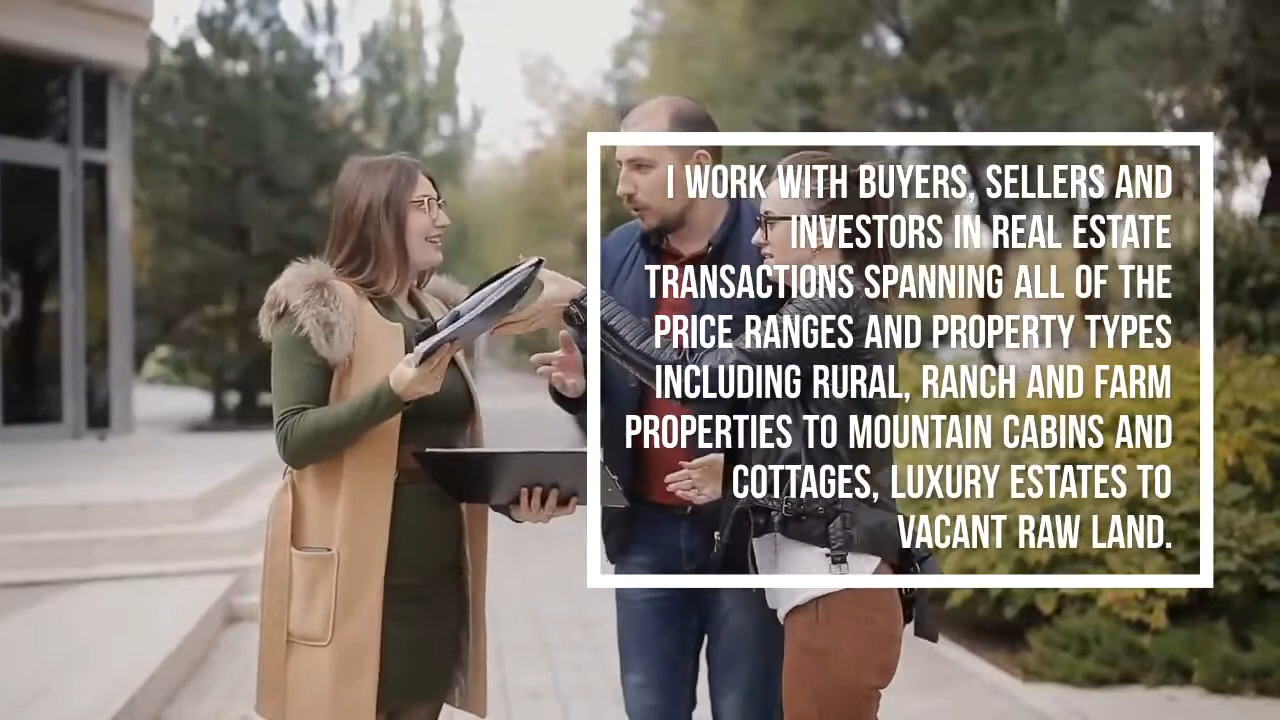 I WORK WITH BUYERS, SELLERS AND
INVESTORS IN REAL ESTATE
TRANSACTIONS SPANNING ALL OF THE
PRICE RANGES AND PROPERTY TYPES
INCLUDING RURAL, RANCH AND FARM
PROPERTIES TO MOUNTAIN CABINS AND
COTTAGES, LUXURY ESTATES TO
VACANT RAW LAND.